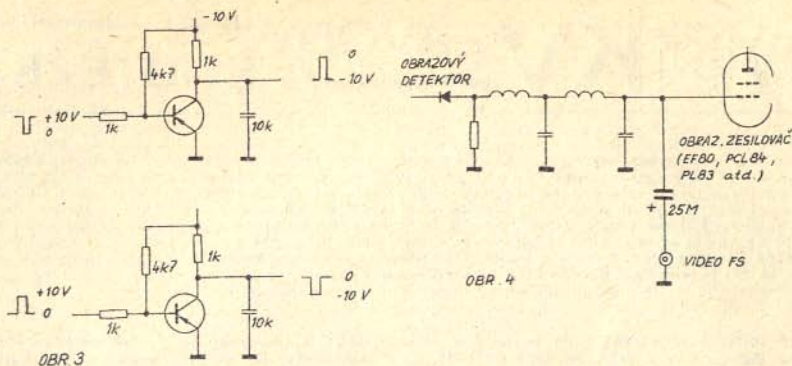 -10 V
4k7
1k
0
-10 V
+10 V
0
1k
10k
4k7
1k
0
-10 V
+10 V
0
1k
10k
OBR. 3
OBRAZOVÝ
DETEKTOR
OBRAZ. ZESILOVAČ
(EF80, PCL84,
PL83 atd.)
+
25M
VIDEO FS
OBR. 4